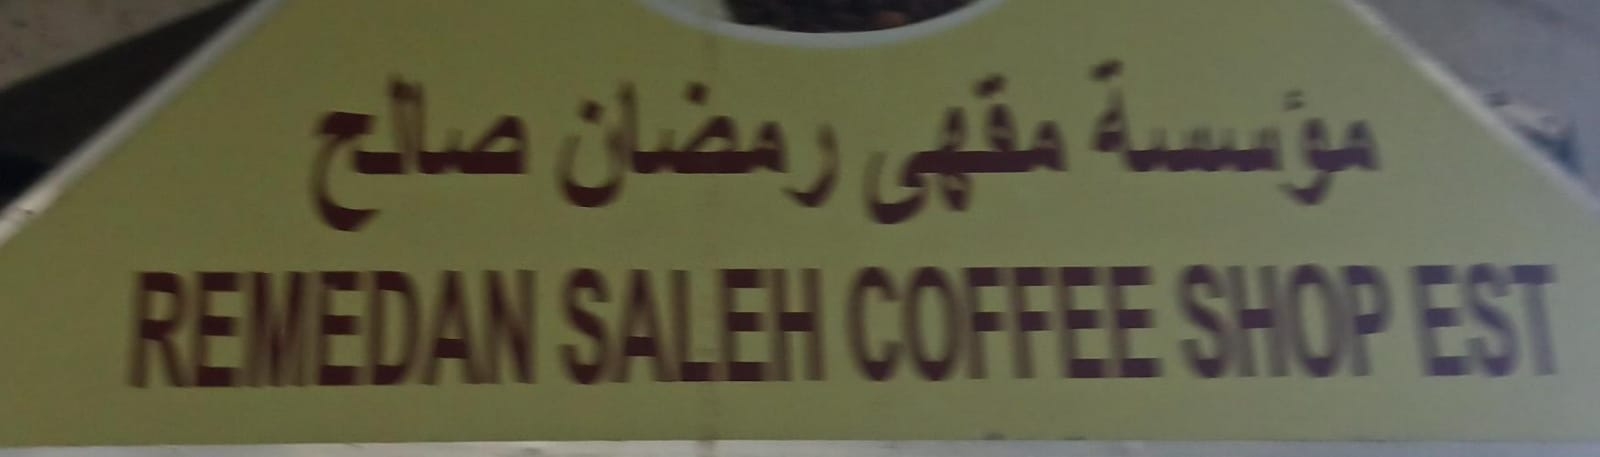 مؤسسة مقهى رمضان صالح
REMEDAN SALEH COFFEE SHOP EST